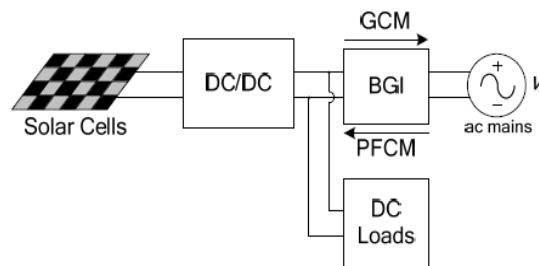 GCM
DC/DC
BGI
+
−
Solar Cells
PFCM
ac mains
DC
Loads